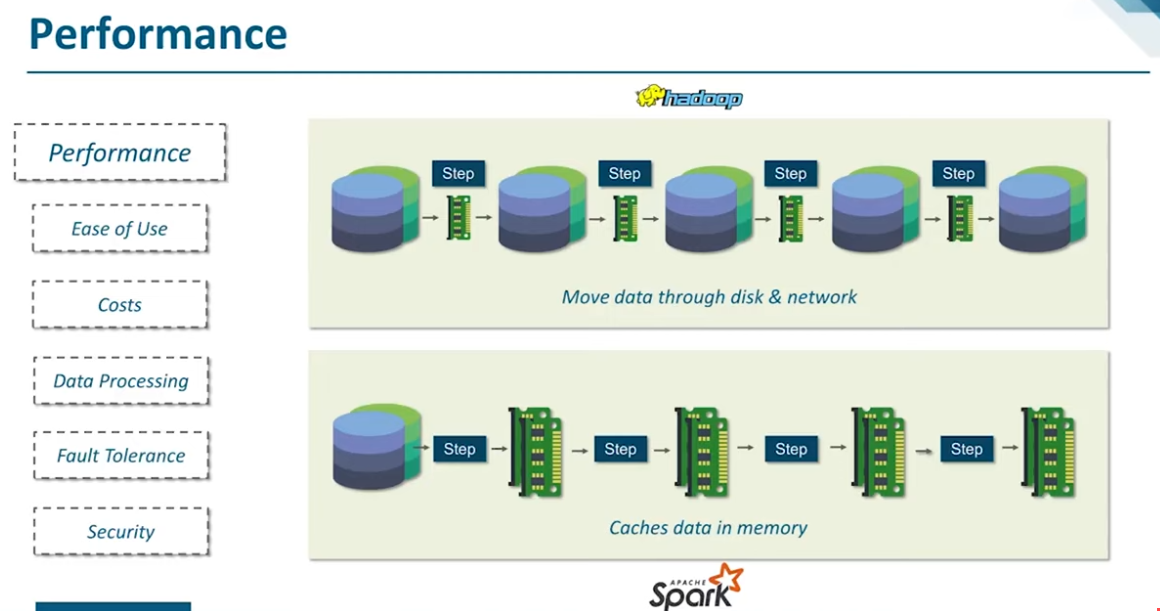 Performance
hadoop
Performance
Ease of Use
Costs
Data Processing
Fault Tolerance
Security
Step Step Step Step
Move data through disk & network
Step Step Step Step
Caches data in memory
APACHE
Spark